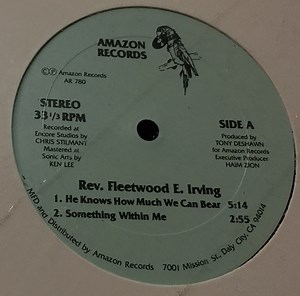 AMAZON
RECORDS
©℗ Amazon Records
AR 760
STEREO
33 1/3 RPM
SIDE A
Recorded at
Encore Studios by
CHRIS STILMANT
Mastered at
Sonic Arts by
KEN LEE
Produced by
TONY DESHAWN
for Amazon Records
Executive Producer
HAIM ZION
Rev. Fleetwood E. Irving
1. He Knows How Much We Can Bear 5:14
2. Something Within Me 2:55
MFD and Distributed by Amazon Records 7001 Mission St., Daly City, CA 94014